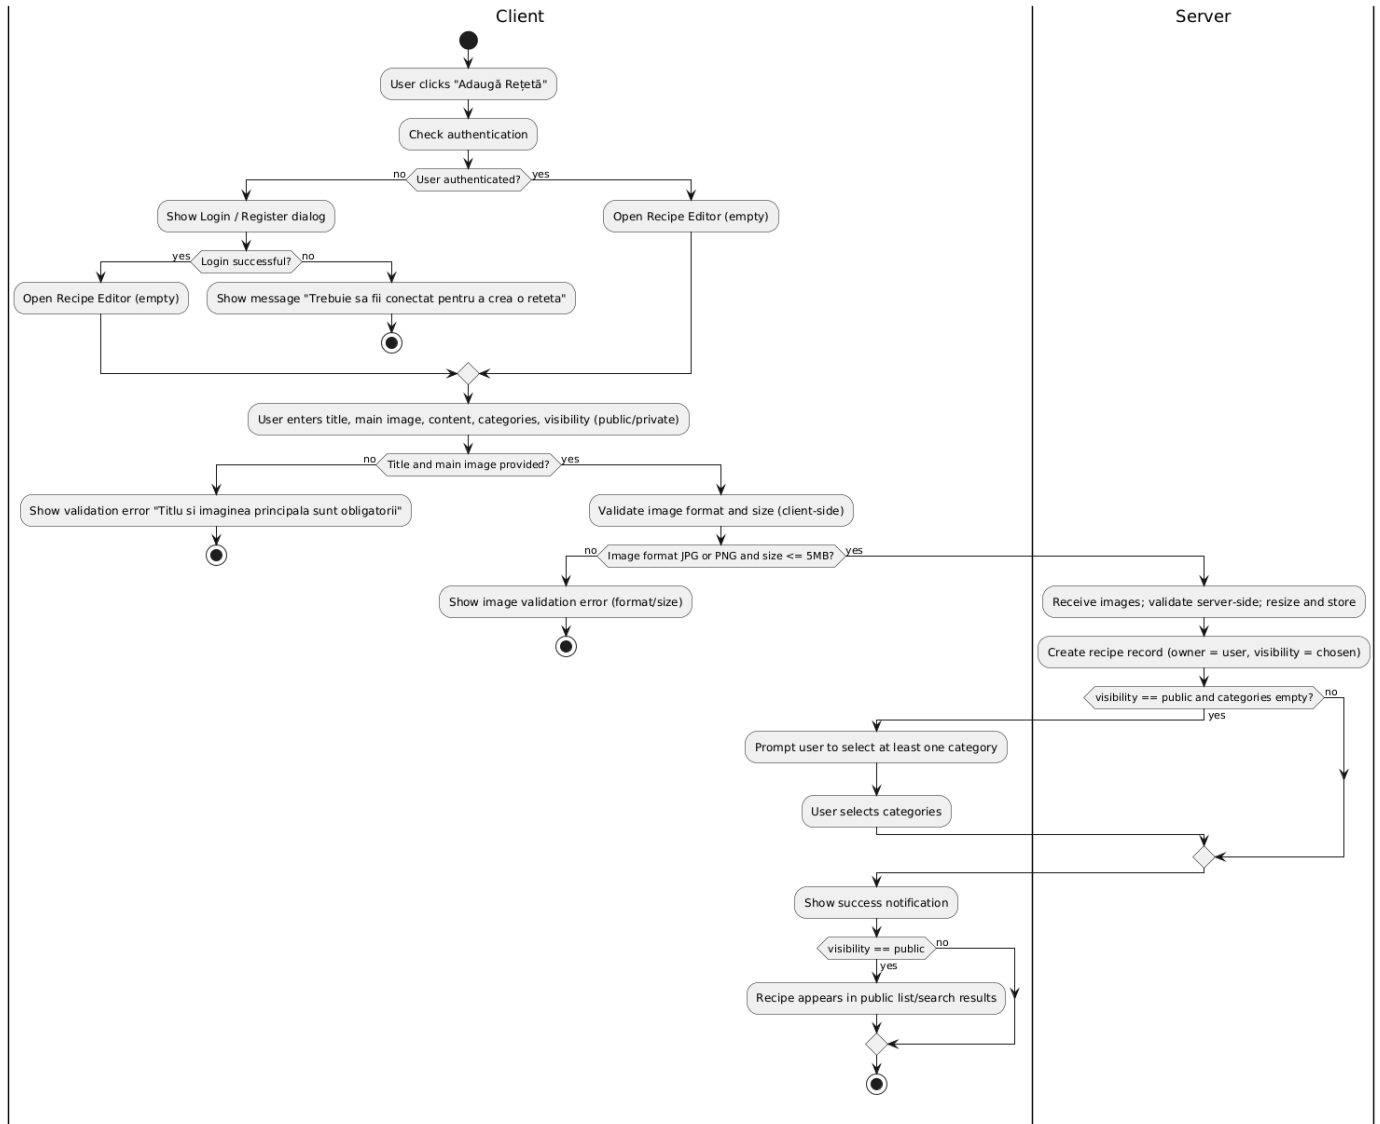 Client
Server
User clicks "Adaugă Rețetă"
Check authentication
no
User authenticated?
yes
Show Login / Register dialog
Open Recipe Editor (empty)
yes
Login successful?
no
Open Recipe Editor (empty)
Show message "Trebuie sa fii conectat pentru a crea o reteta"
User enters title, main image, content, categories, visibility (public/private)
no
Title and main image provided?
yes
Show validation error "Titlu si imaginea principala sunt obligatorii"
Validate image format and size (client-side)
no
Image format JPG or PNG and size <= 5MB?
yes
Show image validation error (format/size)
Receive images; validate server-side; resize and store
Create recipe record (owner = user, visibility = chosen)
visibility == public and categories empty?
no
yes
Prompt user to select at least one category
User selects categories
Show success notification
visibility == public
no
yes
Recipe appears in public list/search results